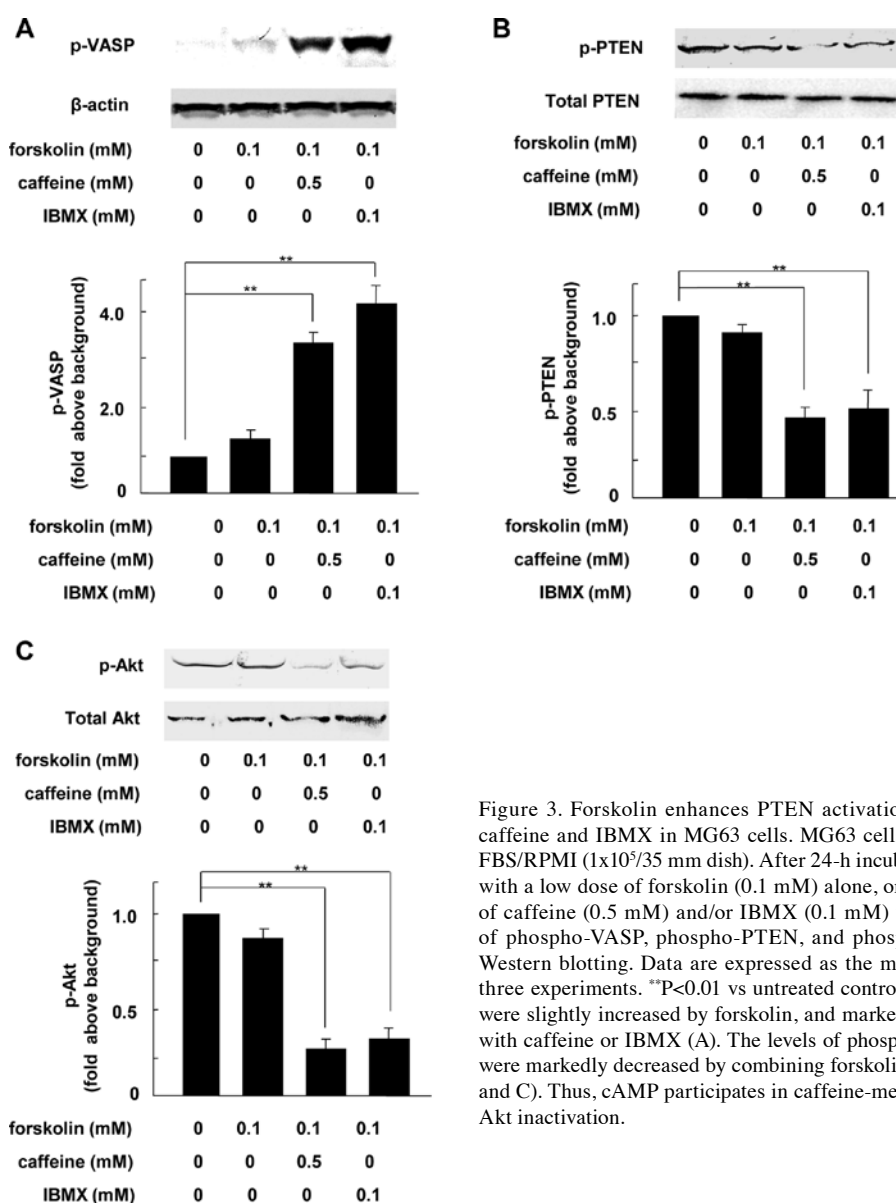 A
p-VASP
β-actin
forskolin (mM) 0 0.1 0.1 0.1
caffeine (mM) 0 0 0.5 0
IBMX (mM) 0 0 0 0.1
** 
**
p-VASP
(fold above background)
4.0
2.0
0
forskolin (mM) 0 0.1 0.1 0.1
caffeine (mM) 0 0 0.5 0
IBMX (mM) 0 0 0 0.1
B
p-PTEN
Total PTEN
forskolin (mM) 0 0.1 0.1 0.1
caffeine (mM) 0 0 0.5 0
IBMX (mM) 0 0 0 0.1
**
**
p-PTEN
(fold above background)
1.0
0.5
0
forskolin (mM) 0 0.1 0.1 0.1
caffeine (mM) 0 0 0.5 0
IBMX (mM) 0 0 0 0.1
C
p-Akt
Total Akt
forskolin (mM) 0 0.1 0.1 0.1
caffeine (mM) 0 0 0.5 0
IBMX (mM) 0 0 0 0.1
**
**
p-Akt
(fold above background)
1.0
0.5
0
forskolin (mM) 0 0.1 0.1 0.1
caffeine (mM) 0 0 0.5 0
IBMX (mM) 0 0 0 0.1
Figure 3. Forskolin enhances PTEN activatio
caffeine and IBMX in MG63 cells. MG63 cell
FBS/RPMI (1x10⁵/35 mm dish). After 24-h incub
with a low dose of forskolin (0.1 mM) alone, o
of caffeine (0.5 mM) and/or IBMX (0.1 mM)
of phospho-VASP, phospho-PTEN, and phos
Western blotting. Data are expressed as the m
three experiments. **P<0.01 vs untreated contro
were slightly increased by forskolin, and marke
with caffeine or IBMX (A). The levels of phosp
were markedly decreased by combining forskoli
and C). Thus, cAMP participates in caffeine-me
Akt inactivation.